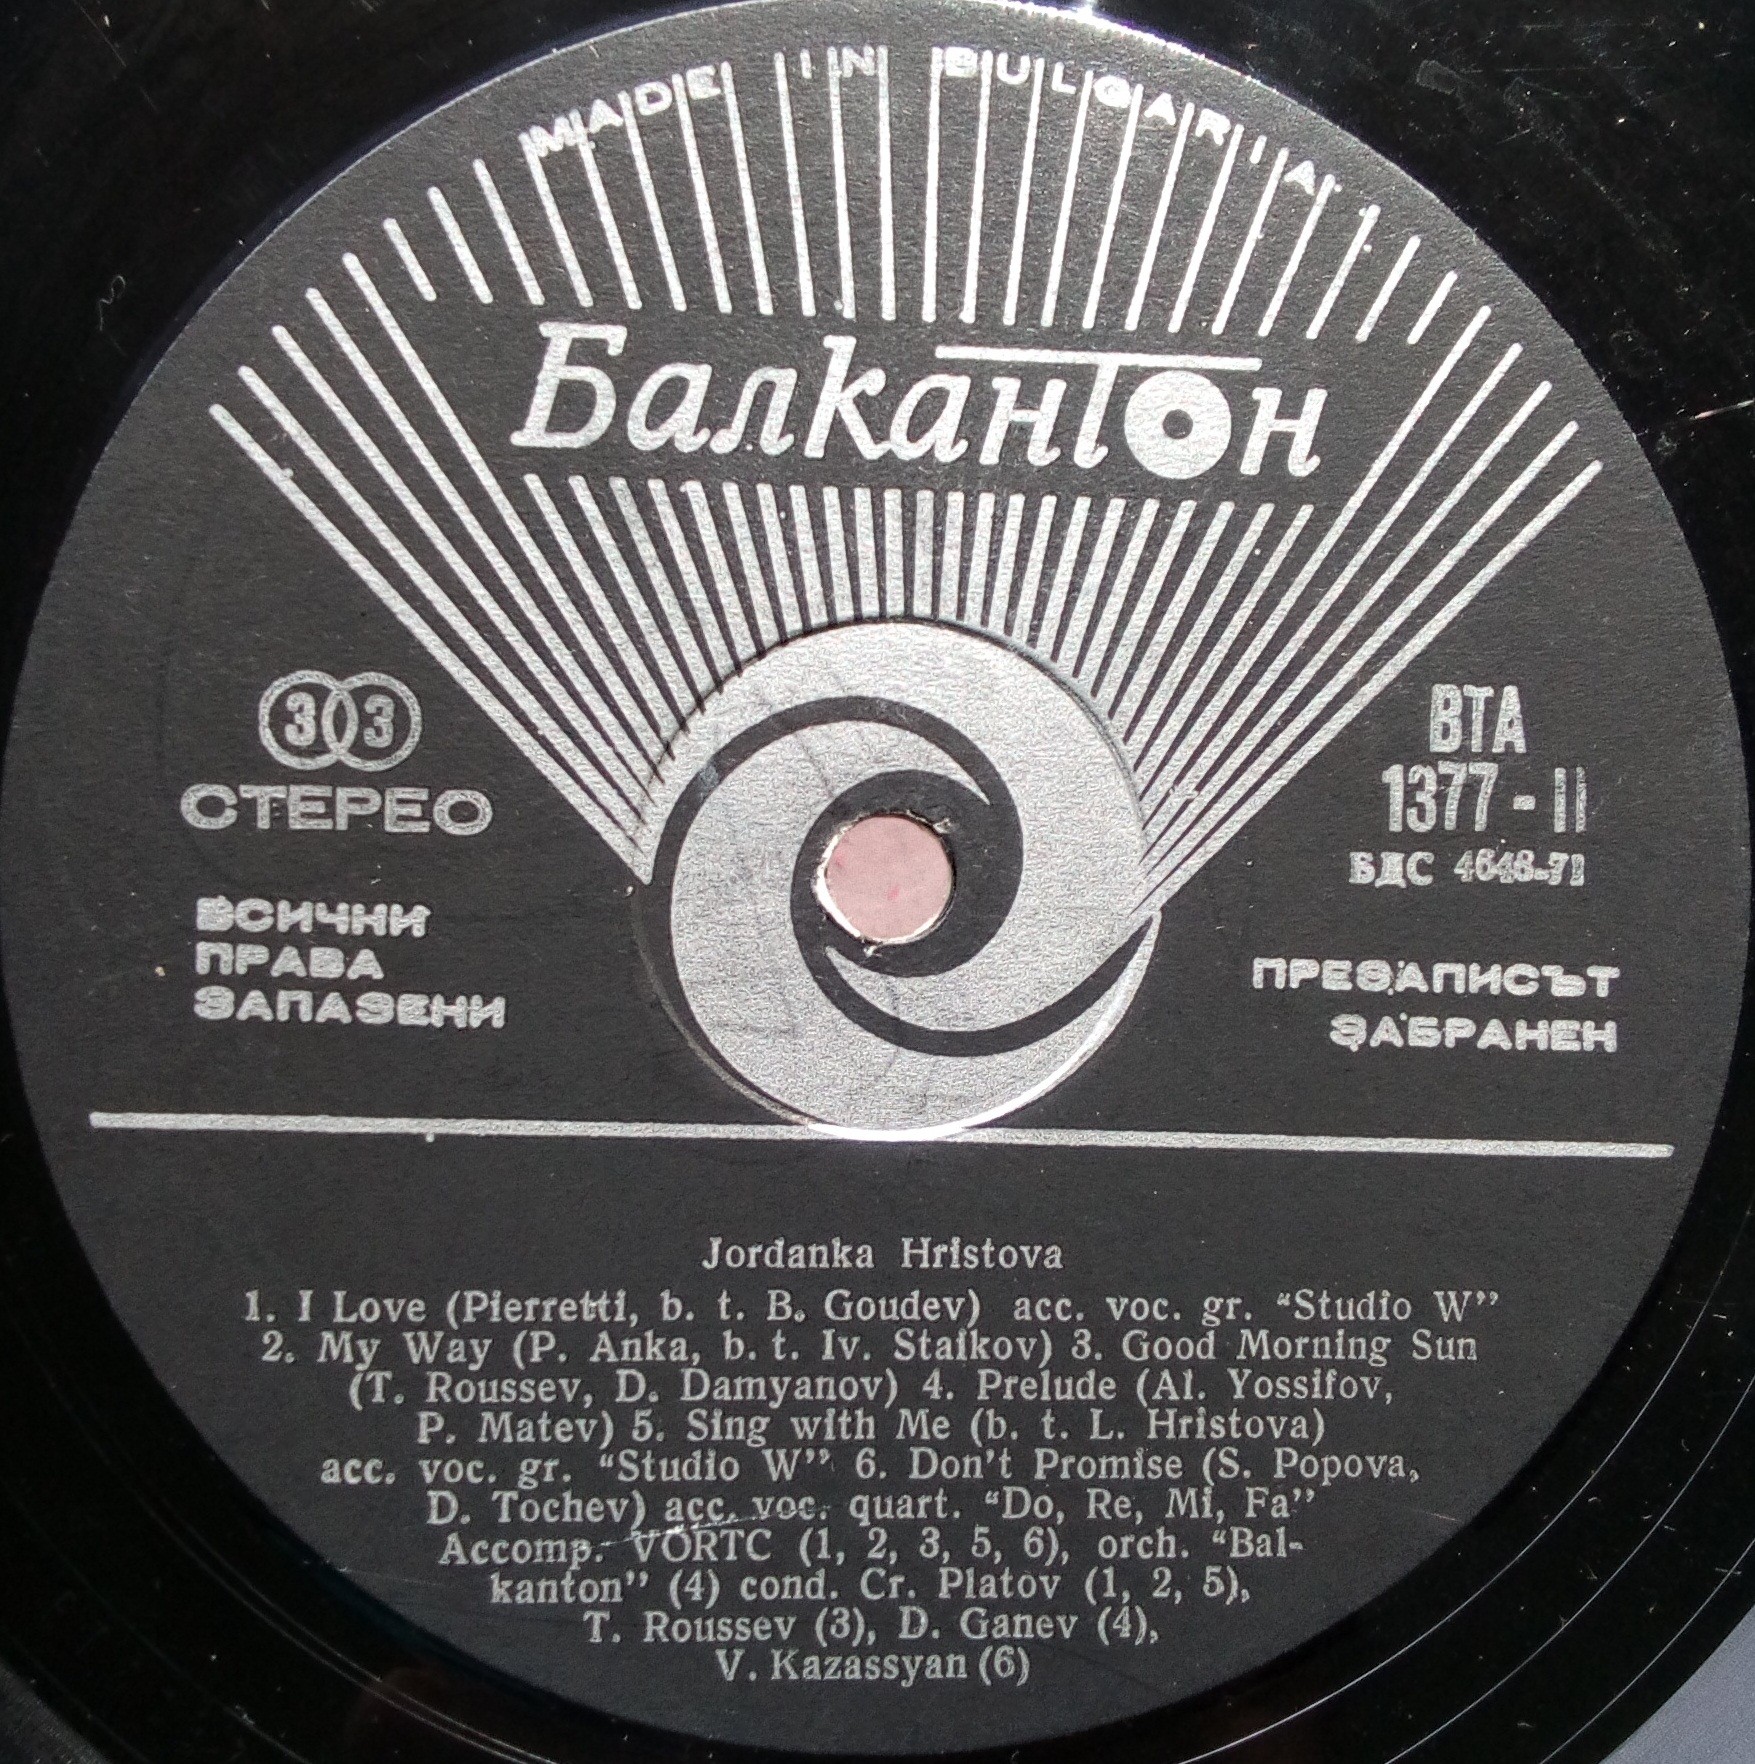 MADE IN BULGARIA
Балкантон
33
СТЕРЕО
ВСИЧНИ
ПРАВА
ЗАПАЗЕНИ
ВТА
1377-II
БДС 4646-71
ПРЕЗАПИСЪТ
ЗАБРАНЕН
Jordanka Hristova
1. I Love (Pierretti, b. t. B. Goudev) acc. voc. gr. “Studio W”
2. My Way (P. Anka, b. t. Iv. Staikov) 3. Good Morning Sun
(T. Roussev, D. Damyanov) 4. Prelude (Al. Yossifov,
P. Matev) 5. Sing with Me (b. t. L. Hristova)
acc. voc. gr. “Studio W” 6. Don't Promise (S. Popova,
D. Tochev) acc. voc. quart. “Do, Re, Mi, Fa”
Accomp. VORTC (1, 2, 3, 5, 6), orch. “Bal-
kanton” (4) cond. Cr. Platov (1, 2, 5),
T. Roussev (3), D. Ganev (4),
V. Kazassyan (6)